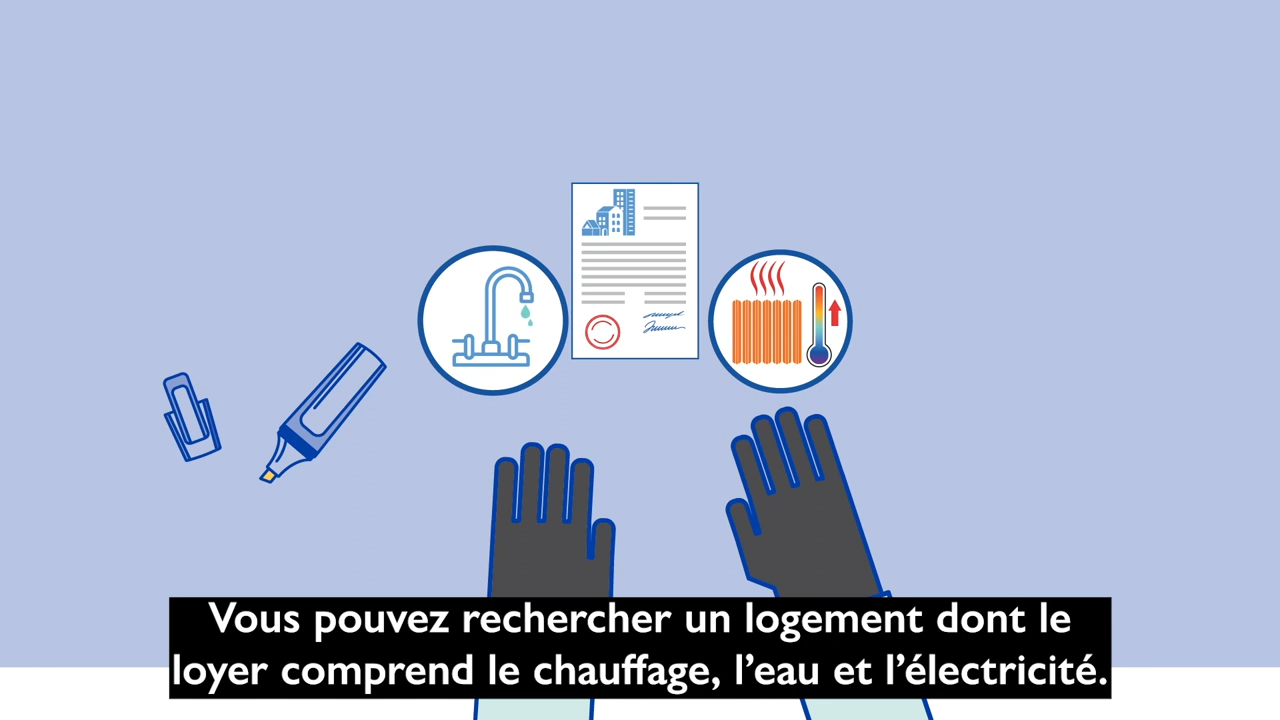 Vous pouvez rechercher un logement dont le
loyer comprend le chauffage, l’eau et l’électricité.